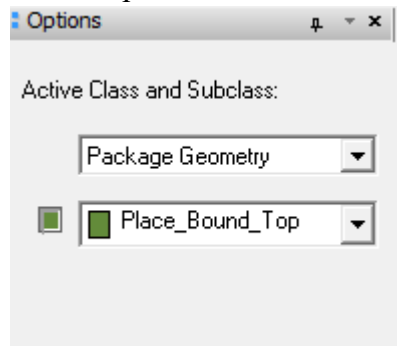 Options
Active Class and Subclass:
Package Geometry
Place_Bound_Top